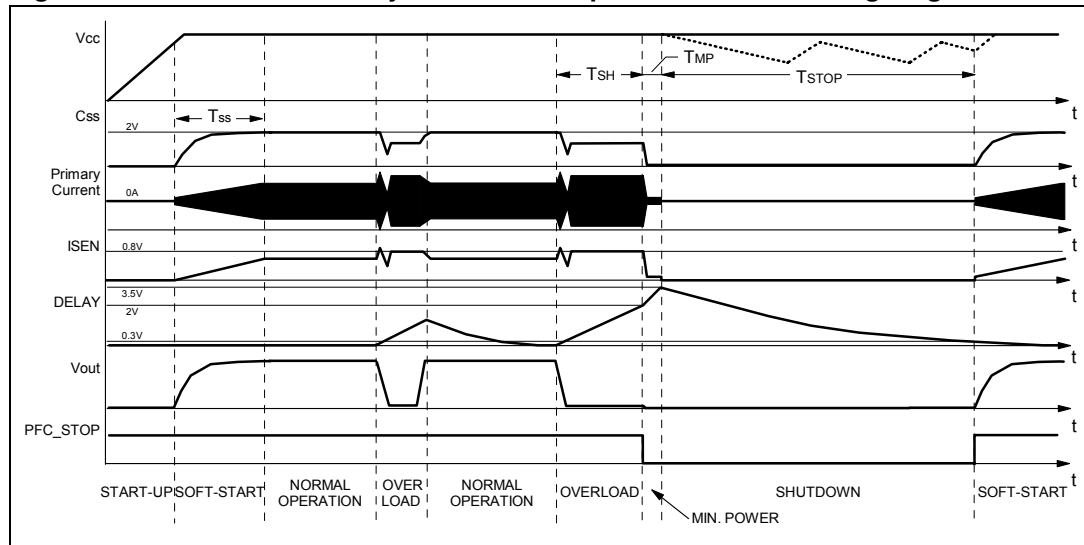 Vcc
TSH
TMP
TSTOP
t
Css
2V
Tss
t
Primary
Current
0A
t
ISEN
0.8V
t
DELAY
3.5V
2V
0.3V
t
Vout
t
PFC_STOP
t
START-UP
SOFT-START
NORMAL
OPERATION
OVER
LOAD
NORMAL
OPERATION
OVERLOAD
MIN. POWER
SHUTDOWN
SOFT-START